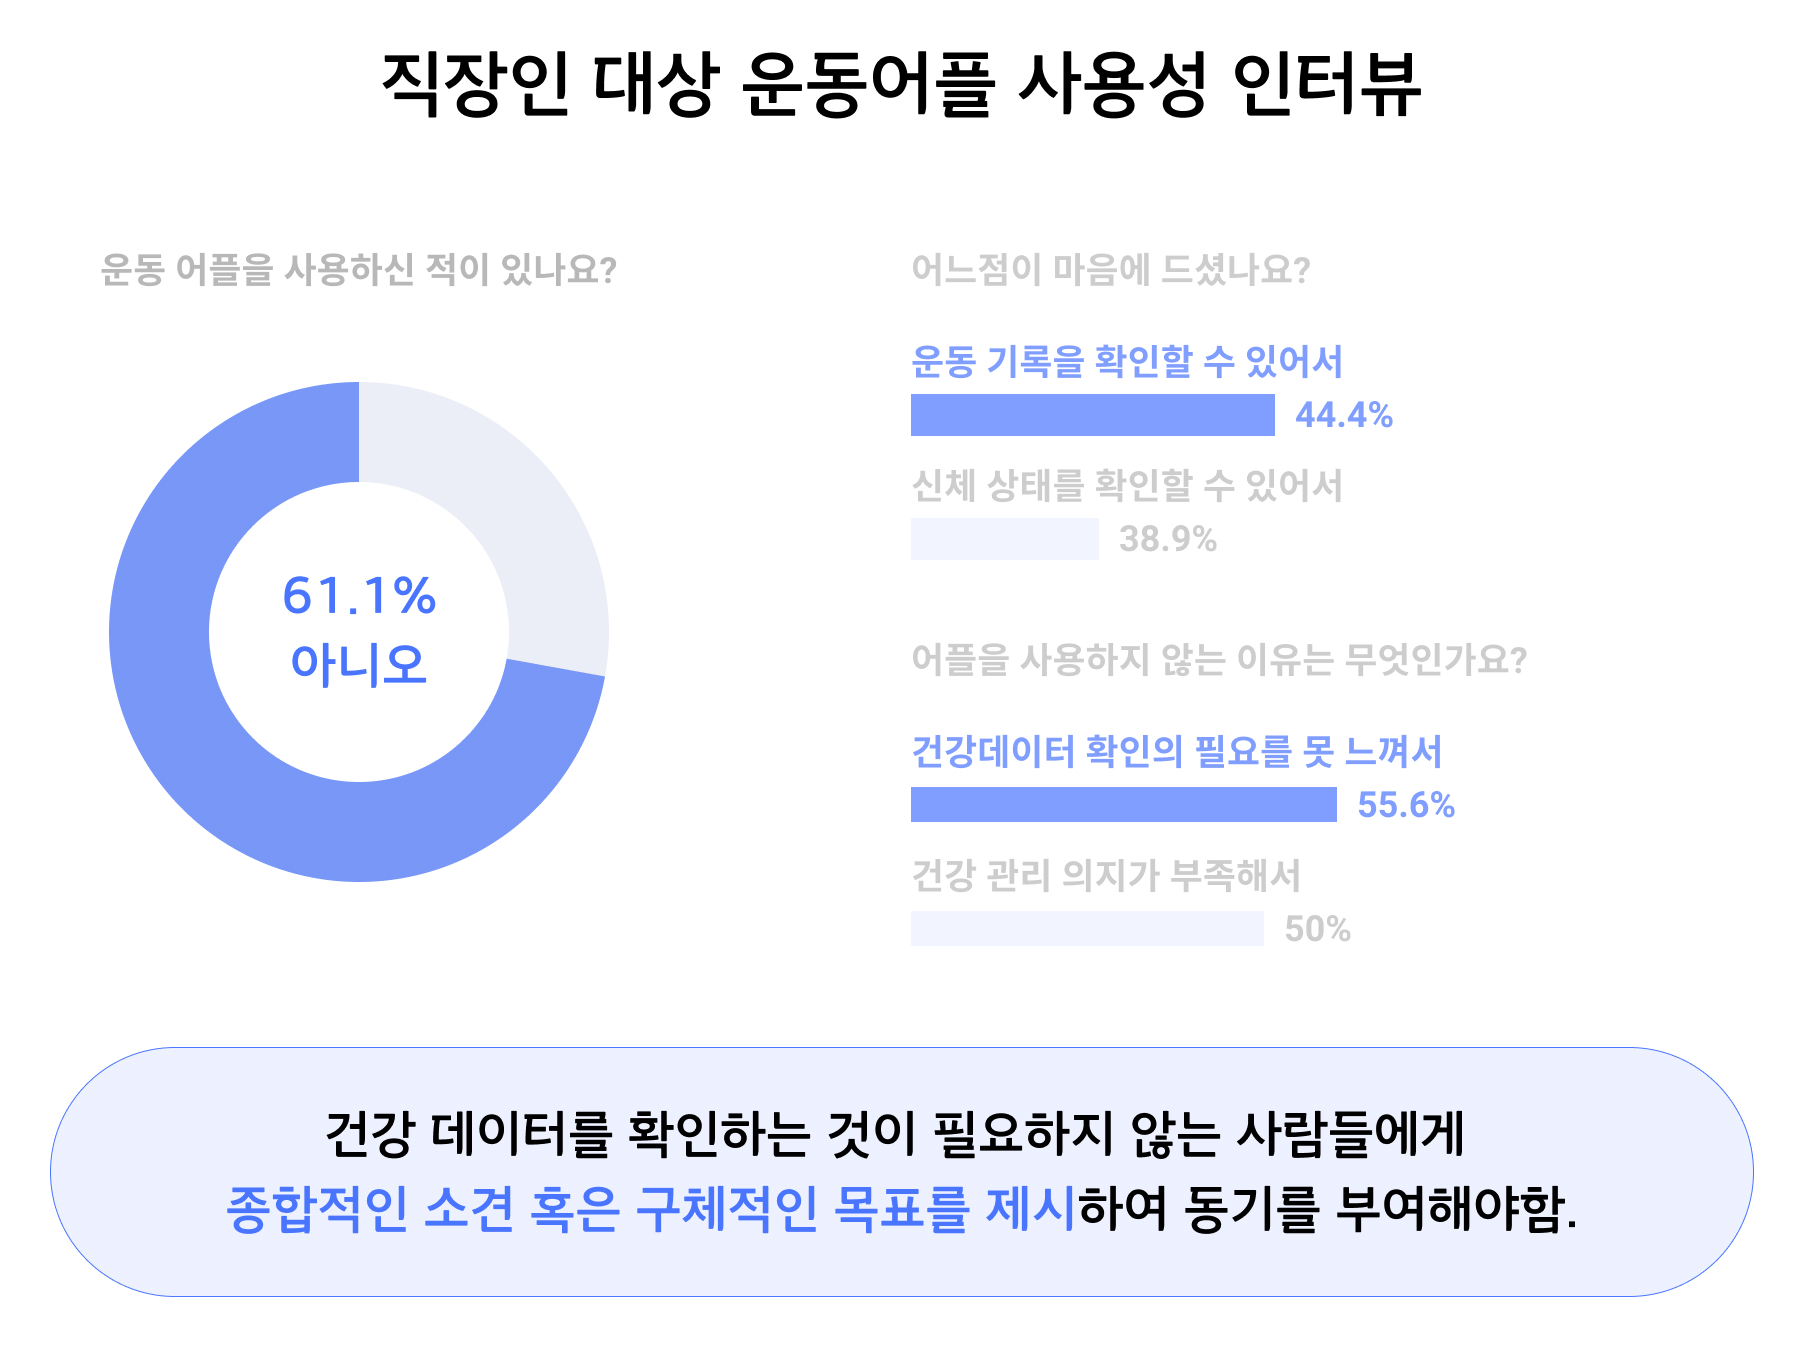 직장인 대상 운동어플 사용성 인터뷰
운동 어플을 사용하신 적이 있나요?
61.1%
아니오
어느점이 마음에 드셨나요?
운동 기록을 확인할 수 있어서
44.4%
신체 상태를 확인할 수 있어서
38.9%
어플을 사용하지 않는 이유는 무엇인가요?
건강데이터 확인의 필요를 못 느껴서
55.6%
건강 관리 의지가 부족해서
50%
건강 데이터를 확인하는 것이 필요하지 않는 사람들에게
종합적인 소견 혹은 구체적인 목표를 제시하여 동기를 부여해야함.